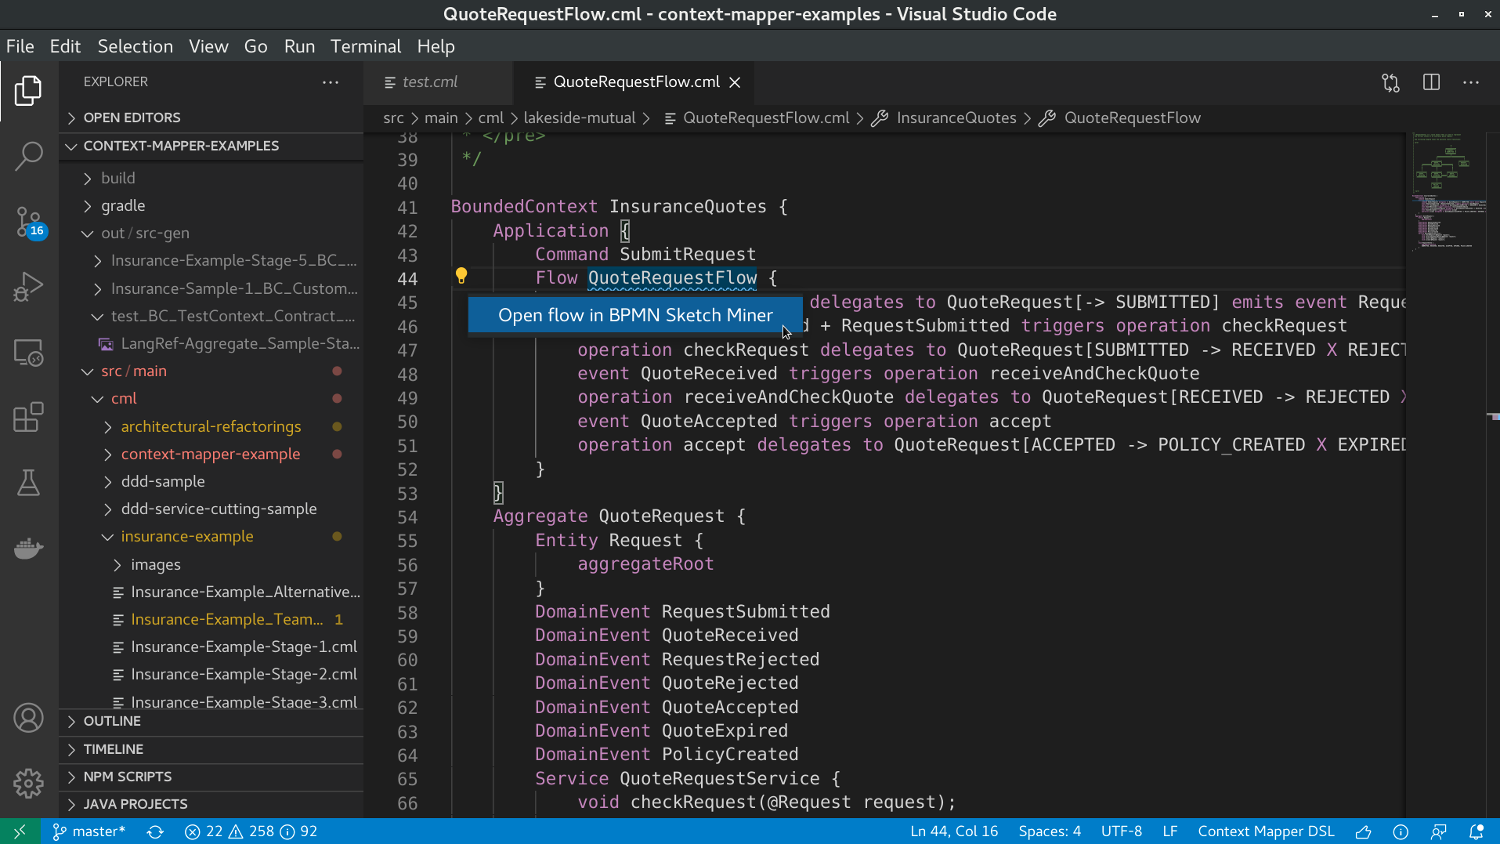 QuoteRequestFlow.cml - context-mapper-examples - Visual Studio Code
File Edit Selection View Go Run Terminal Help
EXPLORER
OPEN EDITORS
CONTEXT-MAPPER-EXAMPLES
build
gradle
out / src-gen
Insurance-Example-Stage-5_BC_...
Insurance-Sample-1_BC_Custom...
test_BC_TestContext_Contract_...
LangRef-Aggregate_Sample-Sta...
src / main
cml
architectural-refactorings
context-mapper-example
ddd-sample
ddd-service-cutting-sample
insurance-example
images
Insurance-Example_Alternative...
Insurance-Example_Team... 1
Insurance-Example-Stage-1.cml
Insurance-Example-Stage-2.cml
Insurance-Example-Stage-3.cml
OUTLINE
TIMELINE
NPM SCRIPTS
JAVA PROJECTS
16
test.cml QuoteRequestFlow.cml
src > main > cml > lakeside-mutual > QuoteRequestFlow.cml > InsuranceQuotes > QuoteRequestFlow
38 * </pre>
39 */
40
41 BoundedContext InsuranceQuotes {
42 Application {
43 Command SubmitRequest
44 Flow QuoteRequestFlow {
45 delegates to QuoteRequest[-> SUBMITTED] emits event Reque
Open flow in BPMN Sketch Miner
46 d + RequestSubmitted triggers operation checkRequest
47 operation checkRequest delegates to QuoteRequest[SUBMITTED -> RECEIVED X REJECT
48 event QuoteReceived triggers operation receiveAndCheckQuote
49 operation receiveAndCheckQuote delegates to QuoteRequest[RECEIVED -> REJECTED X
50 event QuoteAccepted triggers operation accept
51 operation accept delegates to QuoteRequest[ACCEPTED -> POLICY_CREATED X EXPIRED
52 }
53 }
54 Aggregate QuoteRequest {
55 Entity Request {
56 aggregateRoot
57 }
58 DomainEvent RequestSubmitted
59 DomainEvent QuoteReceived
60 DomainEvent RequestRejected
61 DomainEvent QuoteRejected
62 DomainEvent QuoteAccepted
63 DomainEvent QuoteExpired
64 DomainEvent PolicyCreated
65 Service QuoteRequestService {
66 void checkRequest(@Request request);
master* 22 258 92 Ln 44, Col 16 Spaces: 4 UTF-8 LF Context Mapper DSL